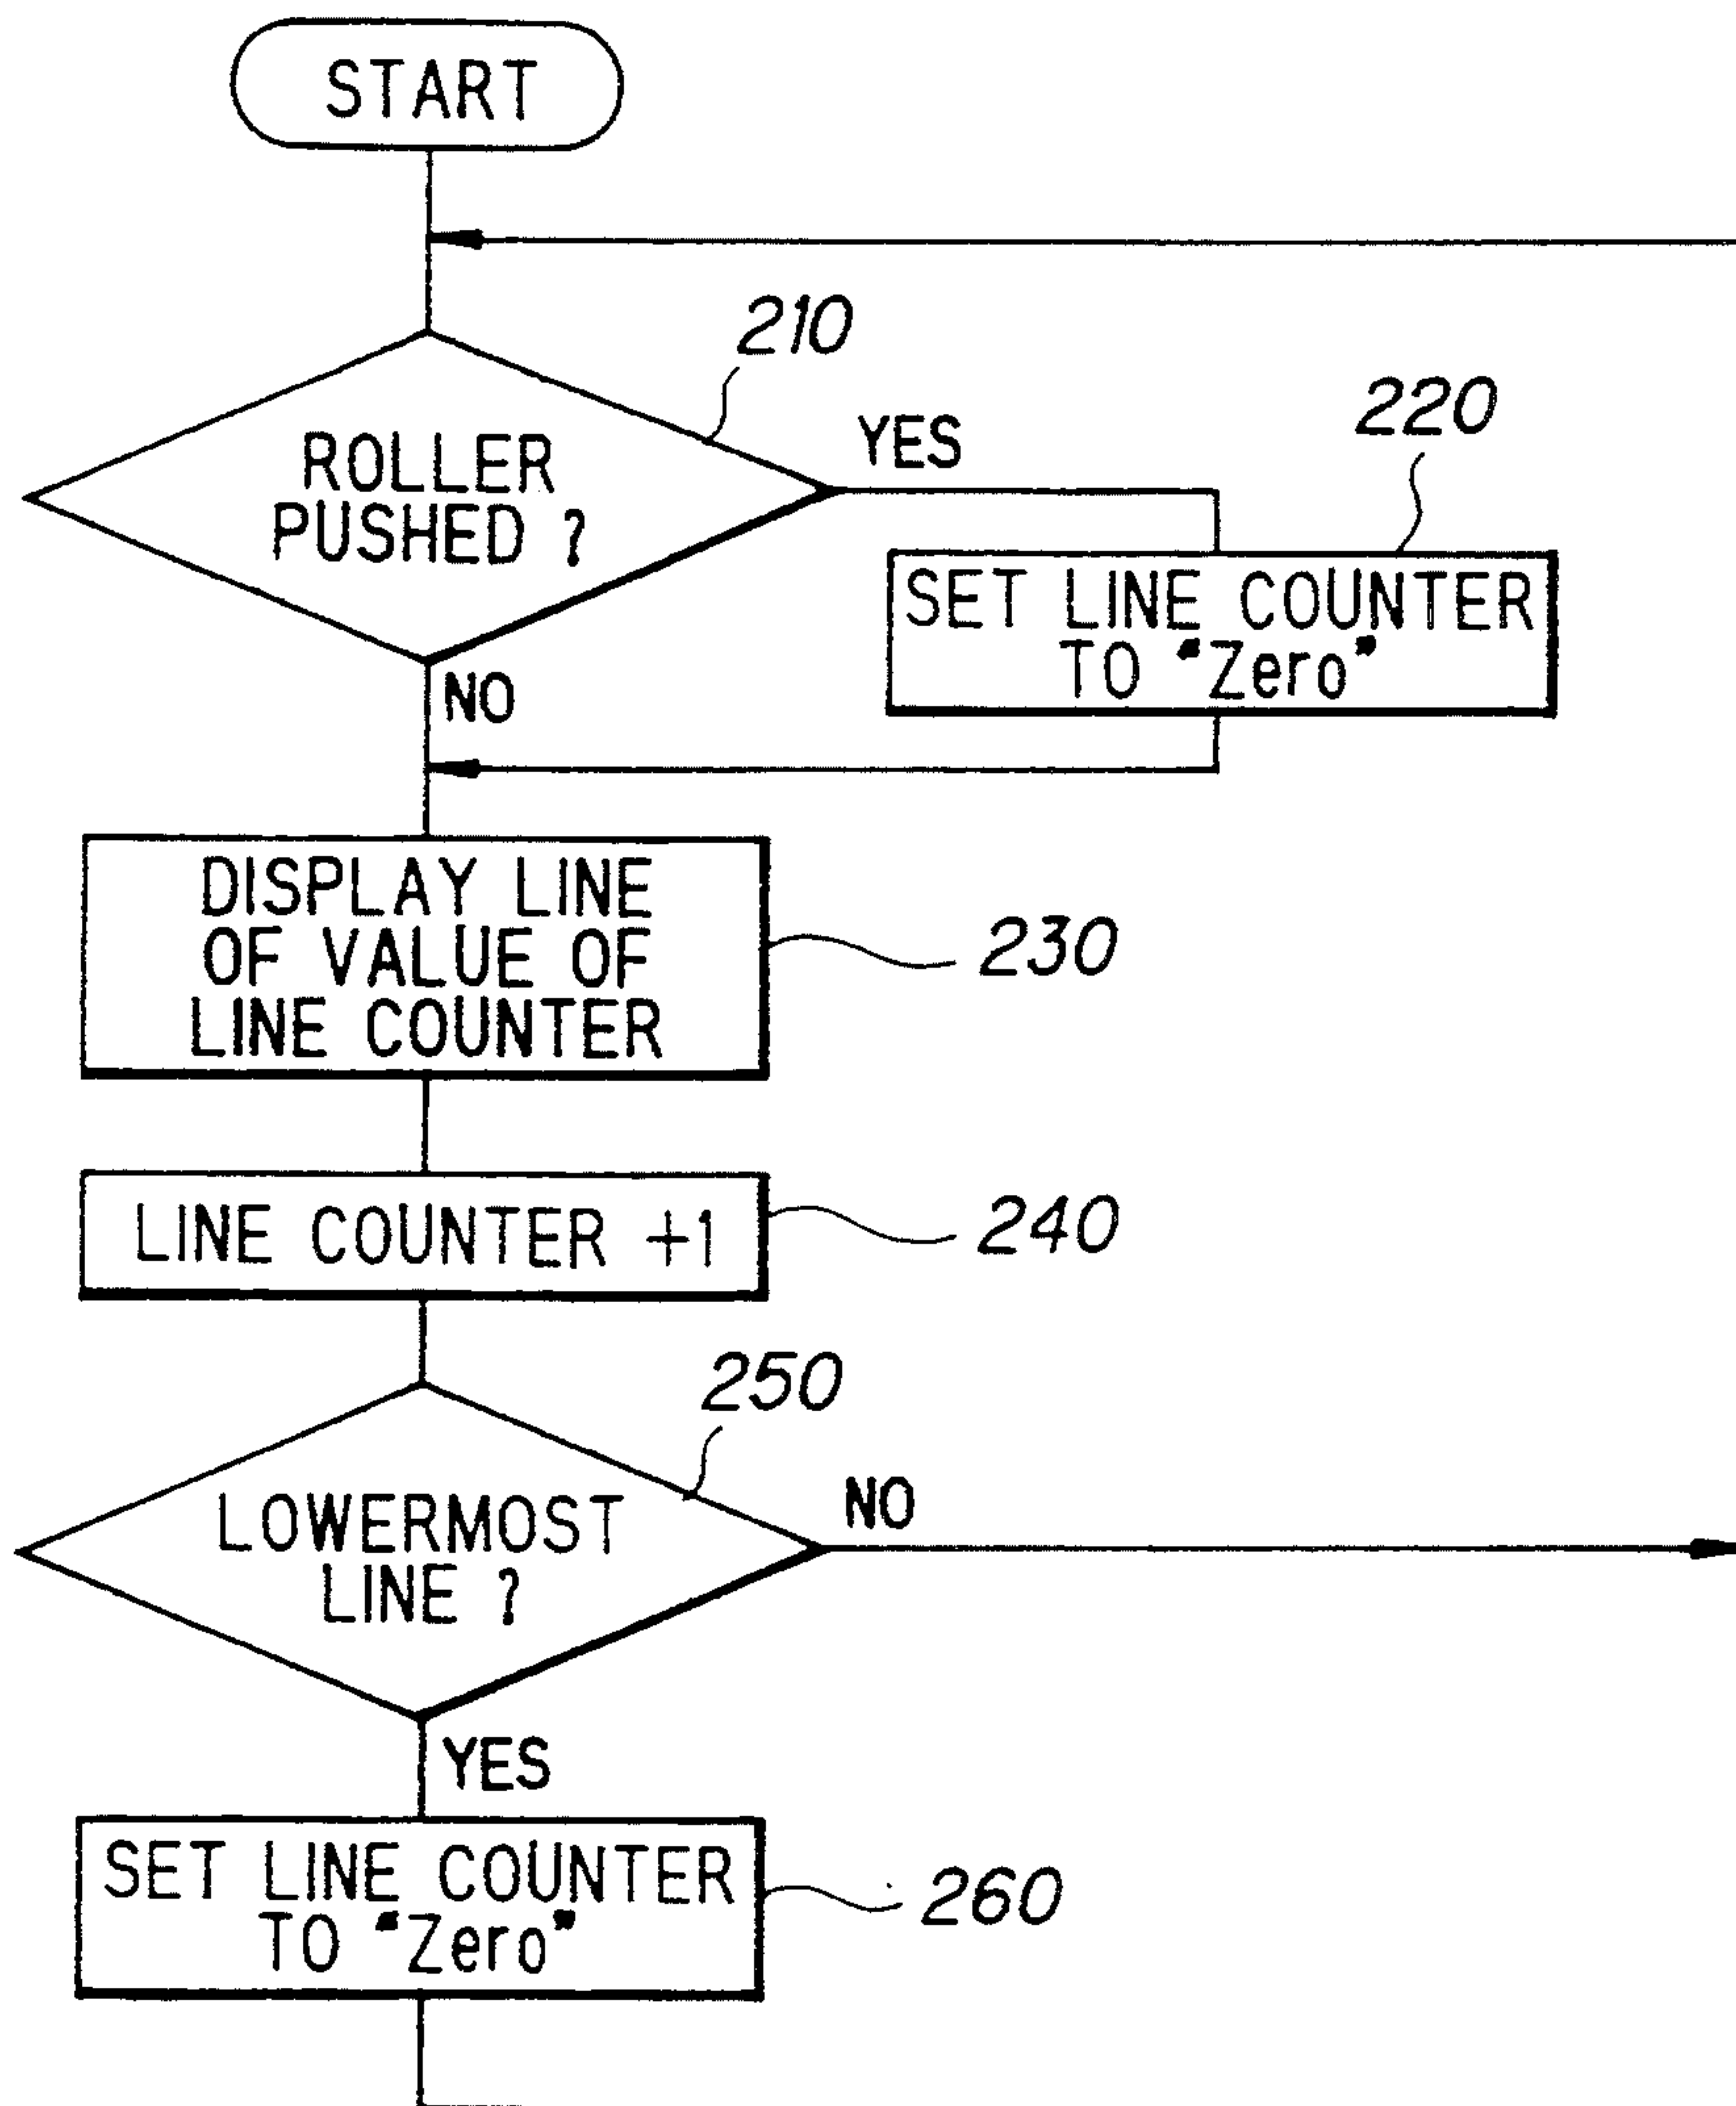 START
210
ROLLER
PUSHED ?
YES
220
SET LINE COUNTER
TO "Zero"
NO
DISPLAY LINE
OF VALUE OF
LINE COUNTER
230
LINE COUNTER +1
240
250
LOWERMOST
LINE ?
NO
YES
SET LINE COUNTER
TO "Zero"
260